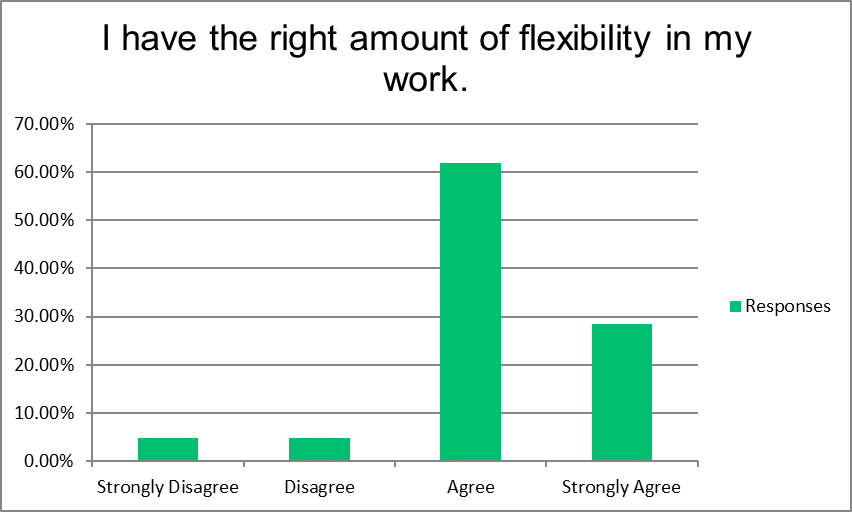 I have the right amount of flexibility in my
work.
70.00%
60.00%
50.00%
40.00%
30.00%
20.00%
10.00%
0.00%
Strongly Disagree
Disagree
Agree
Strongly Agree
Responses